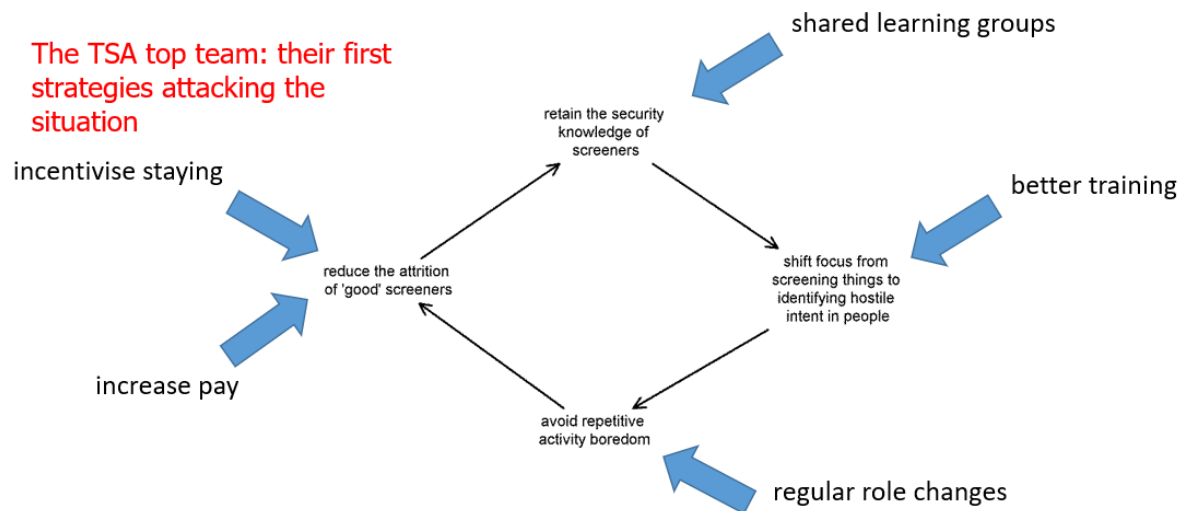 The TSA top team: their first
strategies attacking the
situation
shared learning groups
retain the security
knowledge of
screeners
incentivise staying
better training
reduce the attrition
of 'good' screeners
shift focus from
screening things to
identifying hostile
intent in people
increase pay
avoid repetitive
activity boredom
regular role changes